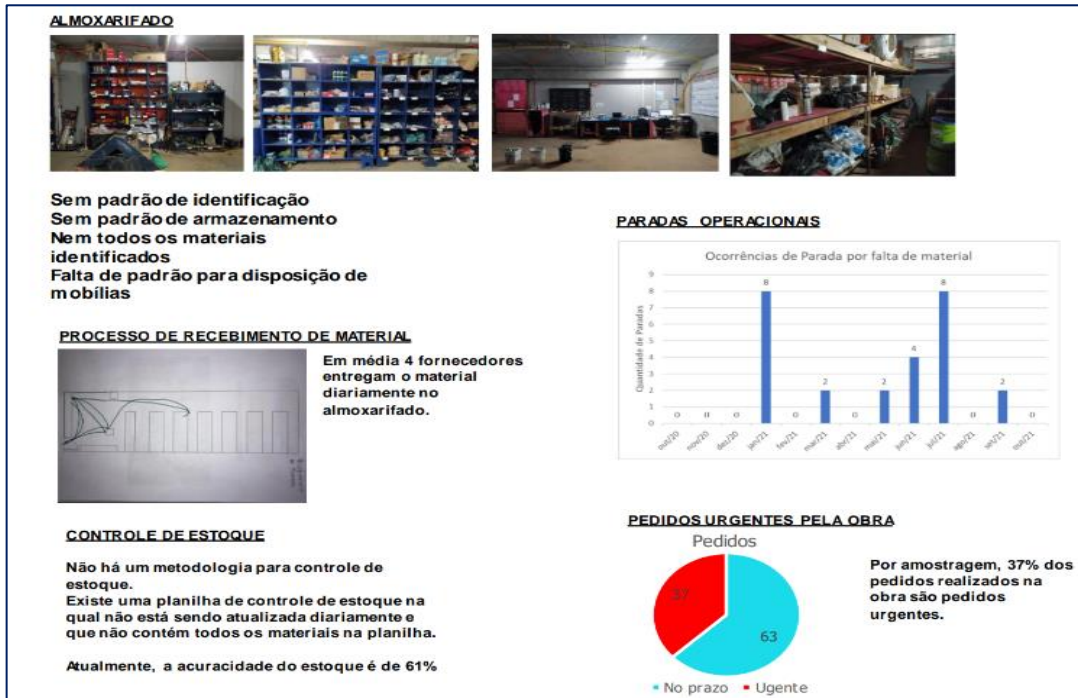 ALMOXARIFADO
Sem padrão de identificação
Sem padrão de armazenamento
Nem todos os materiais
identificados
Falta de padrão para disposição de
mobílias
PROCESSO DE RECEBIMENTO DE MATERIAL
Em média 4 fornecedores
entregam o material
diariamente no
almoxarifado.
CONTROLE DE ESTOQUE
Não há um metodologia para controle de
estoque.
Existe uma planilha de controle de estoque na
qual não está sendo atualizada diariamente e
que não contém todos os materiais na planilha.
Atualmente, a acuracidade do estoque é de 61%
PARADAS OPERACIONAIS
Ocorrências de Parada por falta de material
Quantidade de Paradas
9
8
7
6
5
4
3
2
1
0
0 0 0 8 0 2 0 2 4 8 0 2 0
out/20 nov/20 dez/20 jan/21 fev/21 mar/21 abr/21 mai/21 jun/21 jul/21 ago/21 set/21 out/21
PEDIDOS URGENTES PELA OBRA
Pedidos
37
63
No prazo Ugente
Por amostragem, 37% dos
pedidos realizados na
obra são pedidos
urgentes.